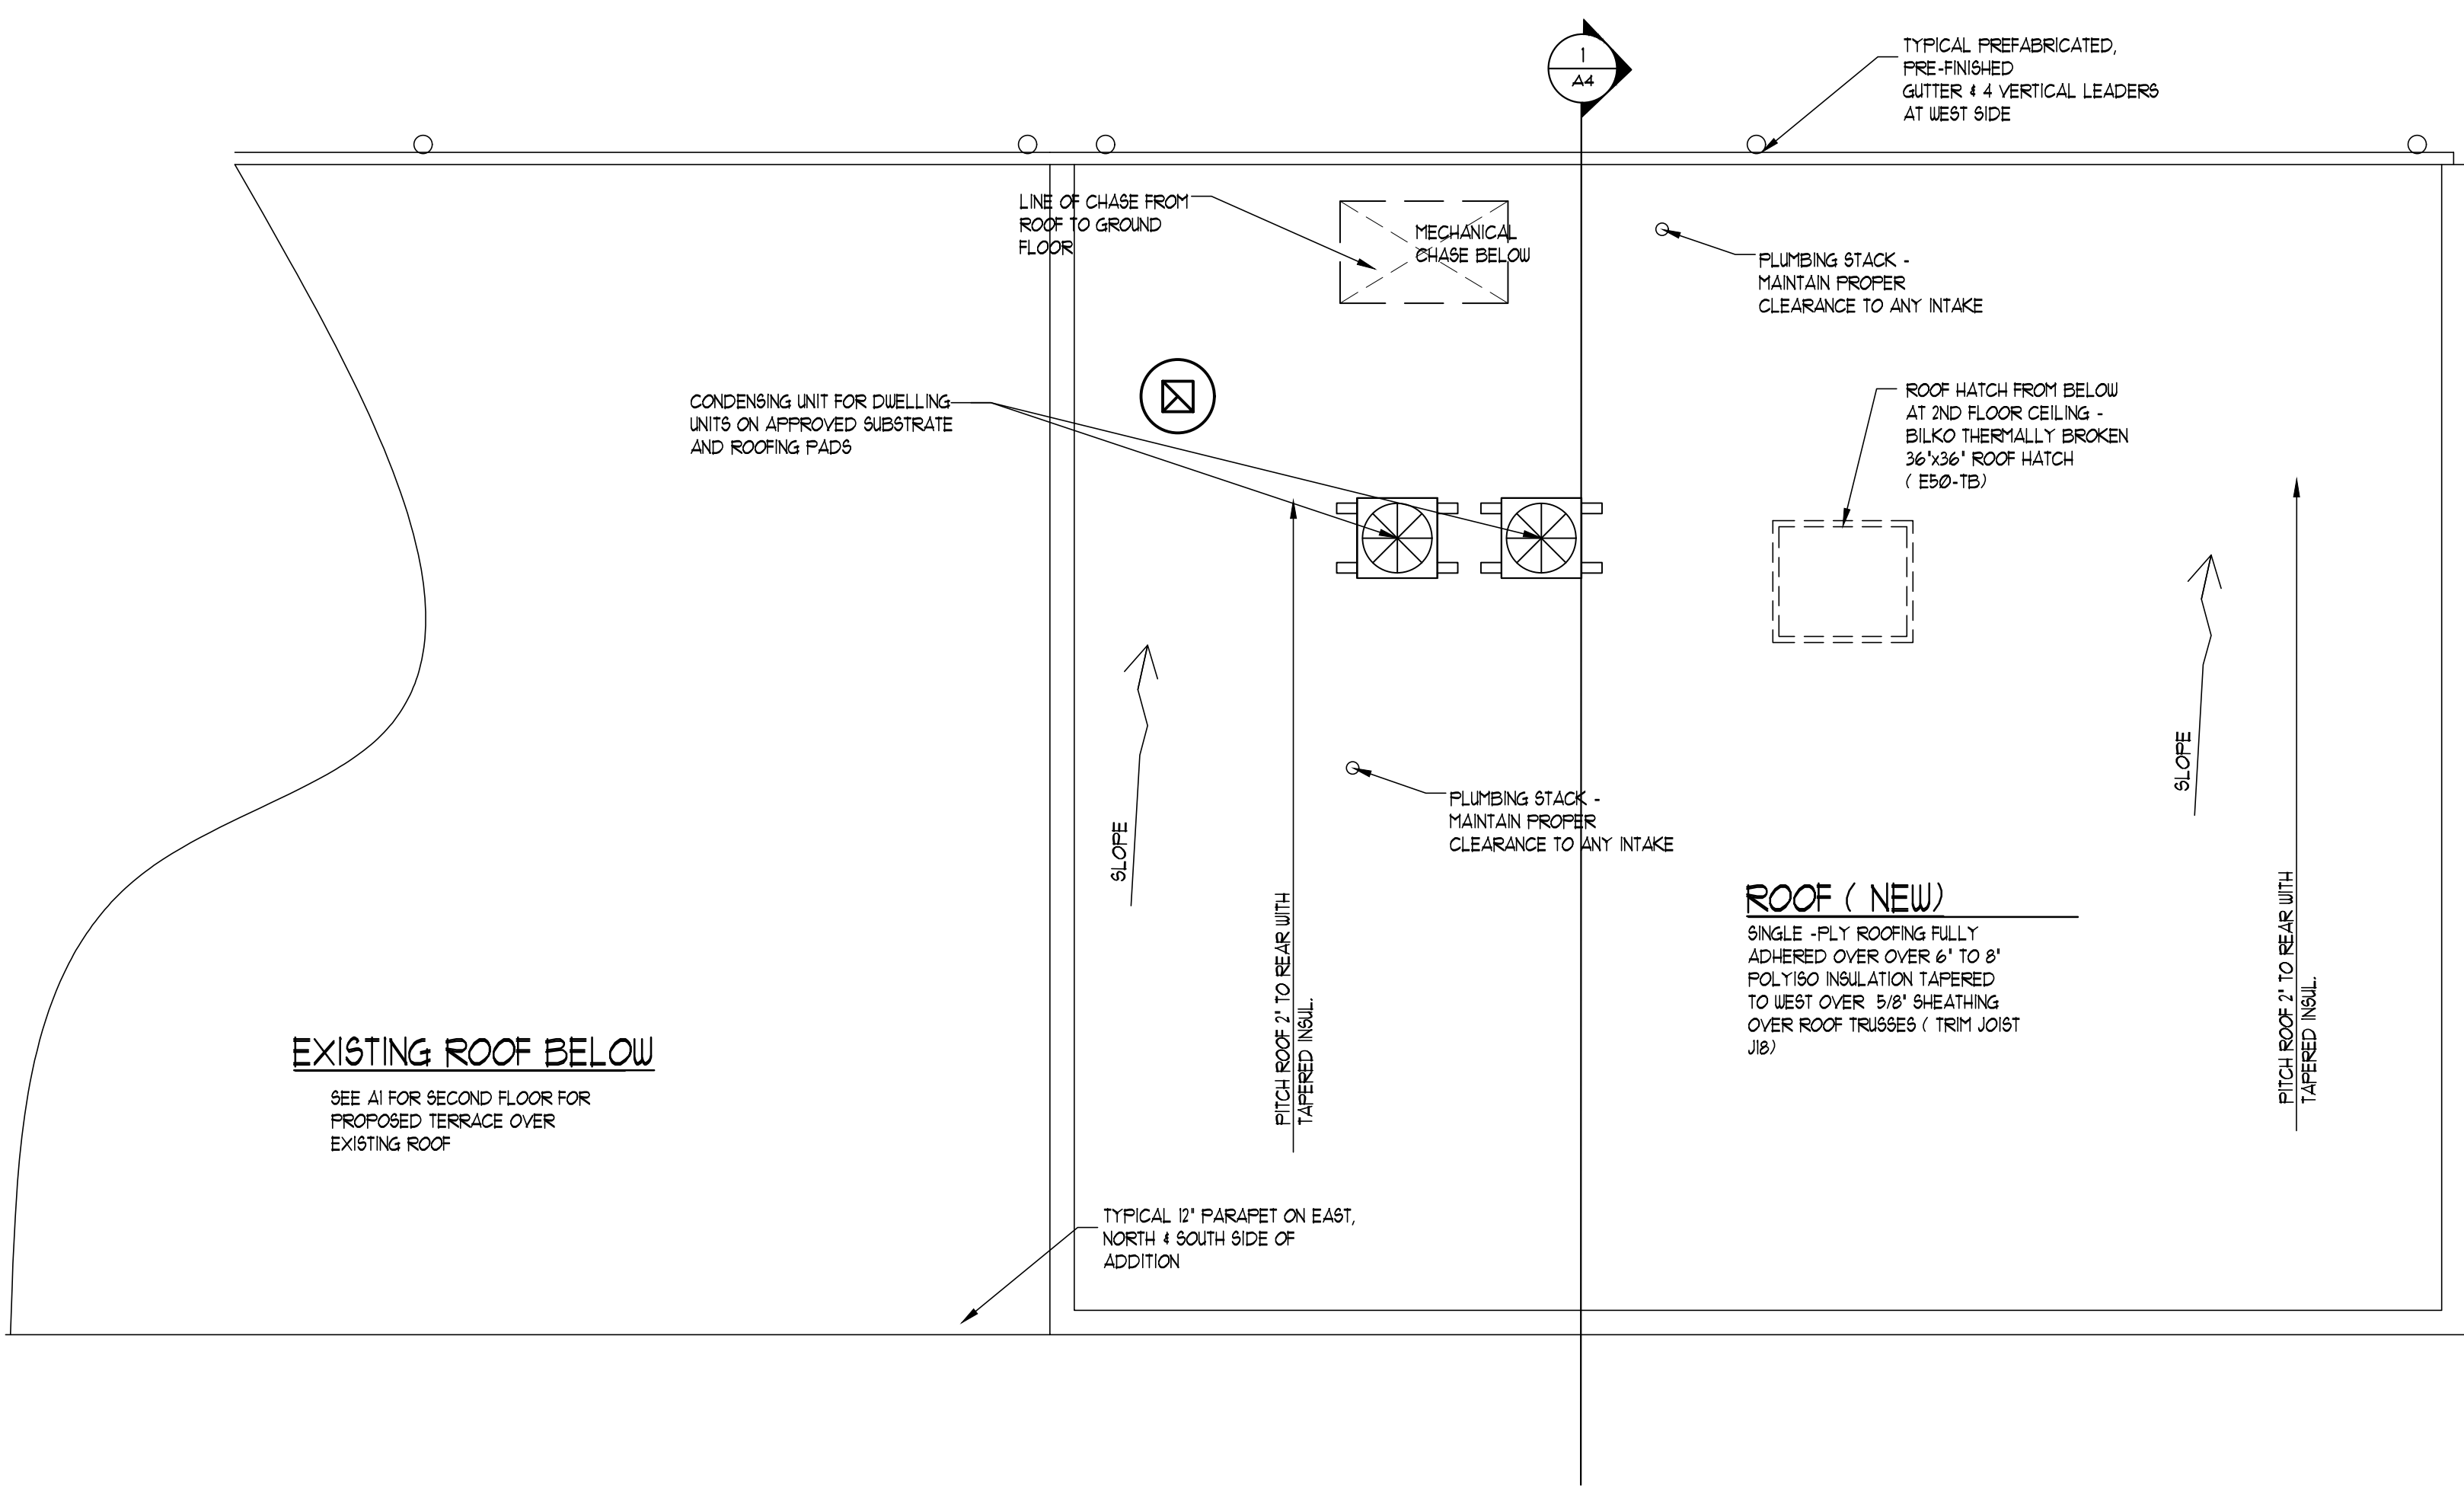 1
A4
TYPICAL PREFABRICATED,
PRE-FINISHED
GUTTER & 4 VERTICAL LEADERS
AT WEST SIDE
LINE OF CHASE FROM
ROOF TO GROUND
FLOOR
MECHANICAL
CHASE BELOW
PLUMBING STACK -
MAINTAIN PROPER
CLEARANCE TO ANY INTAKE
CONDENSING UNIT FOR DWELLING
UNITS ON APPROVED SUBSTRATE
AND ROOFING PADS
ROOF HATCH FROM BELOW
AT 2ND FLOOR CEILING -
BILKO THERMALLY BROKEN
36"x36" ROOF HATCH
( E50-TB)
SLOPE
SLOPE
PLUMBING STACK -
MAINTAIN PROPER
CLEARANCE TO ANY INTAKE
PITCH ROOF 2" TO REAR WITH
TAPERED INSUL.
PITCH ROOF 2" TO REAR WITH
TAPERED INSUL.
ROOF ( NEW)
SINGLE -PLY ROOFING FULLY
ADHERED OVER OVER 6" TO 8"
POLYISO INSULATION TAPERED
TO WEST OVER 5/8" SHEATHING
OVER ROOF TRUSSES ( TRIM JOIST
J18)
EXISTING ROOF BELOW
SEE A1 FOR SECOND FLOOR FOR
PROPOSED TERRACE OVER
EXISTING ROOF
TYPICAL 12" PARAPET ON EAST,
NORTH & SOUTH SIDE OF
ADDITION